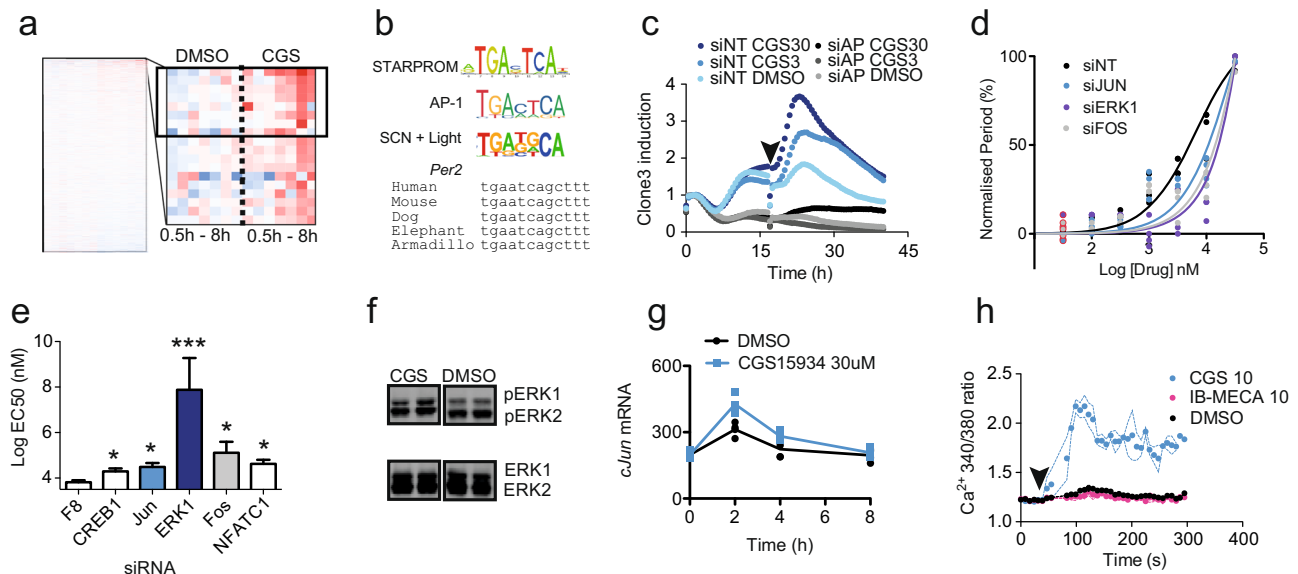 a
DMSO CGS
0.5h - 8h 0.5h - 8h
b
STARPROM
TGA TCA
AP-1
TGACTCA
SCN + Light
TGATGCA
Per2
Human tgaatcagcttt
Mouse tgaatcagcttt
Dog tgaatcagcttt
Elephant tgaatcagcttt
Armadillo tgaatcagcttt
c
siNT CGS30 siAP CGS30
siNT CGS3 siAP CGS3
siNT DMSO siAP DMSO
Clone3 induction
5
4
3
2
1
0
0 15 30 45
Time (h)
d
siNT
siJUN
siERK1
siFOS
Normalised Period (%)
100
50
0
1 2 3 4 5
Log [Drug] nM
e
Log EC50 (nM)
10
8
6
4
* * *** * *
F8 CREB1 Jun ERK1 Fos NFATC1
siRNA
f
CGS DMSO
pERK1
pERK2
ERK1
ERK2
g
DMSO
CGS15934 30uM
cJun mRNA
600
300
0
0 2 4 6 8
Time (h)
h
CGS 10
IB-MECA 10
DMSO
Ca2+ 340/380 ratio
2.5
2.0
1.5
1.0
0 100 200 300 400
Time (s)